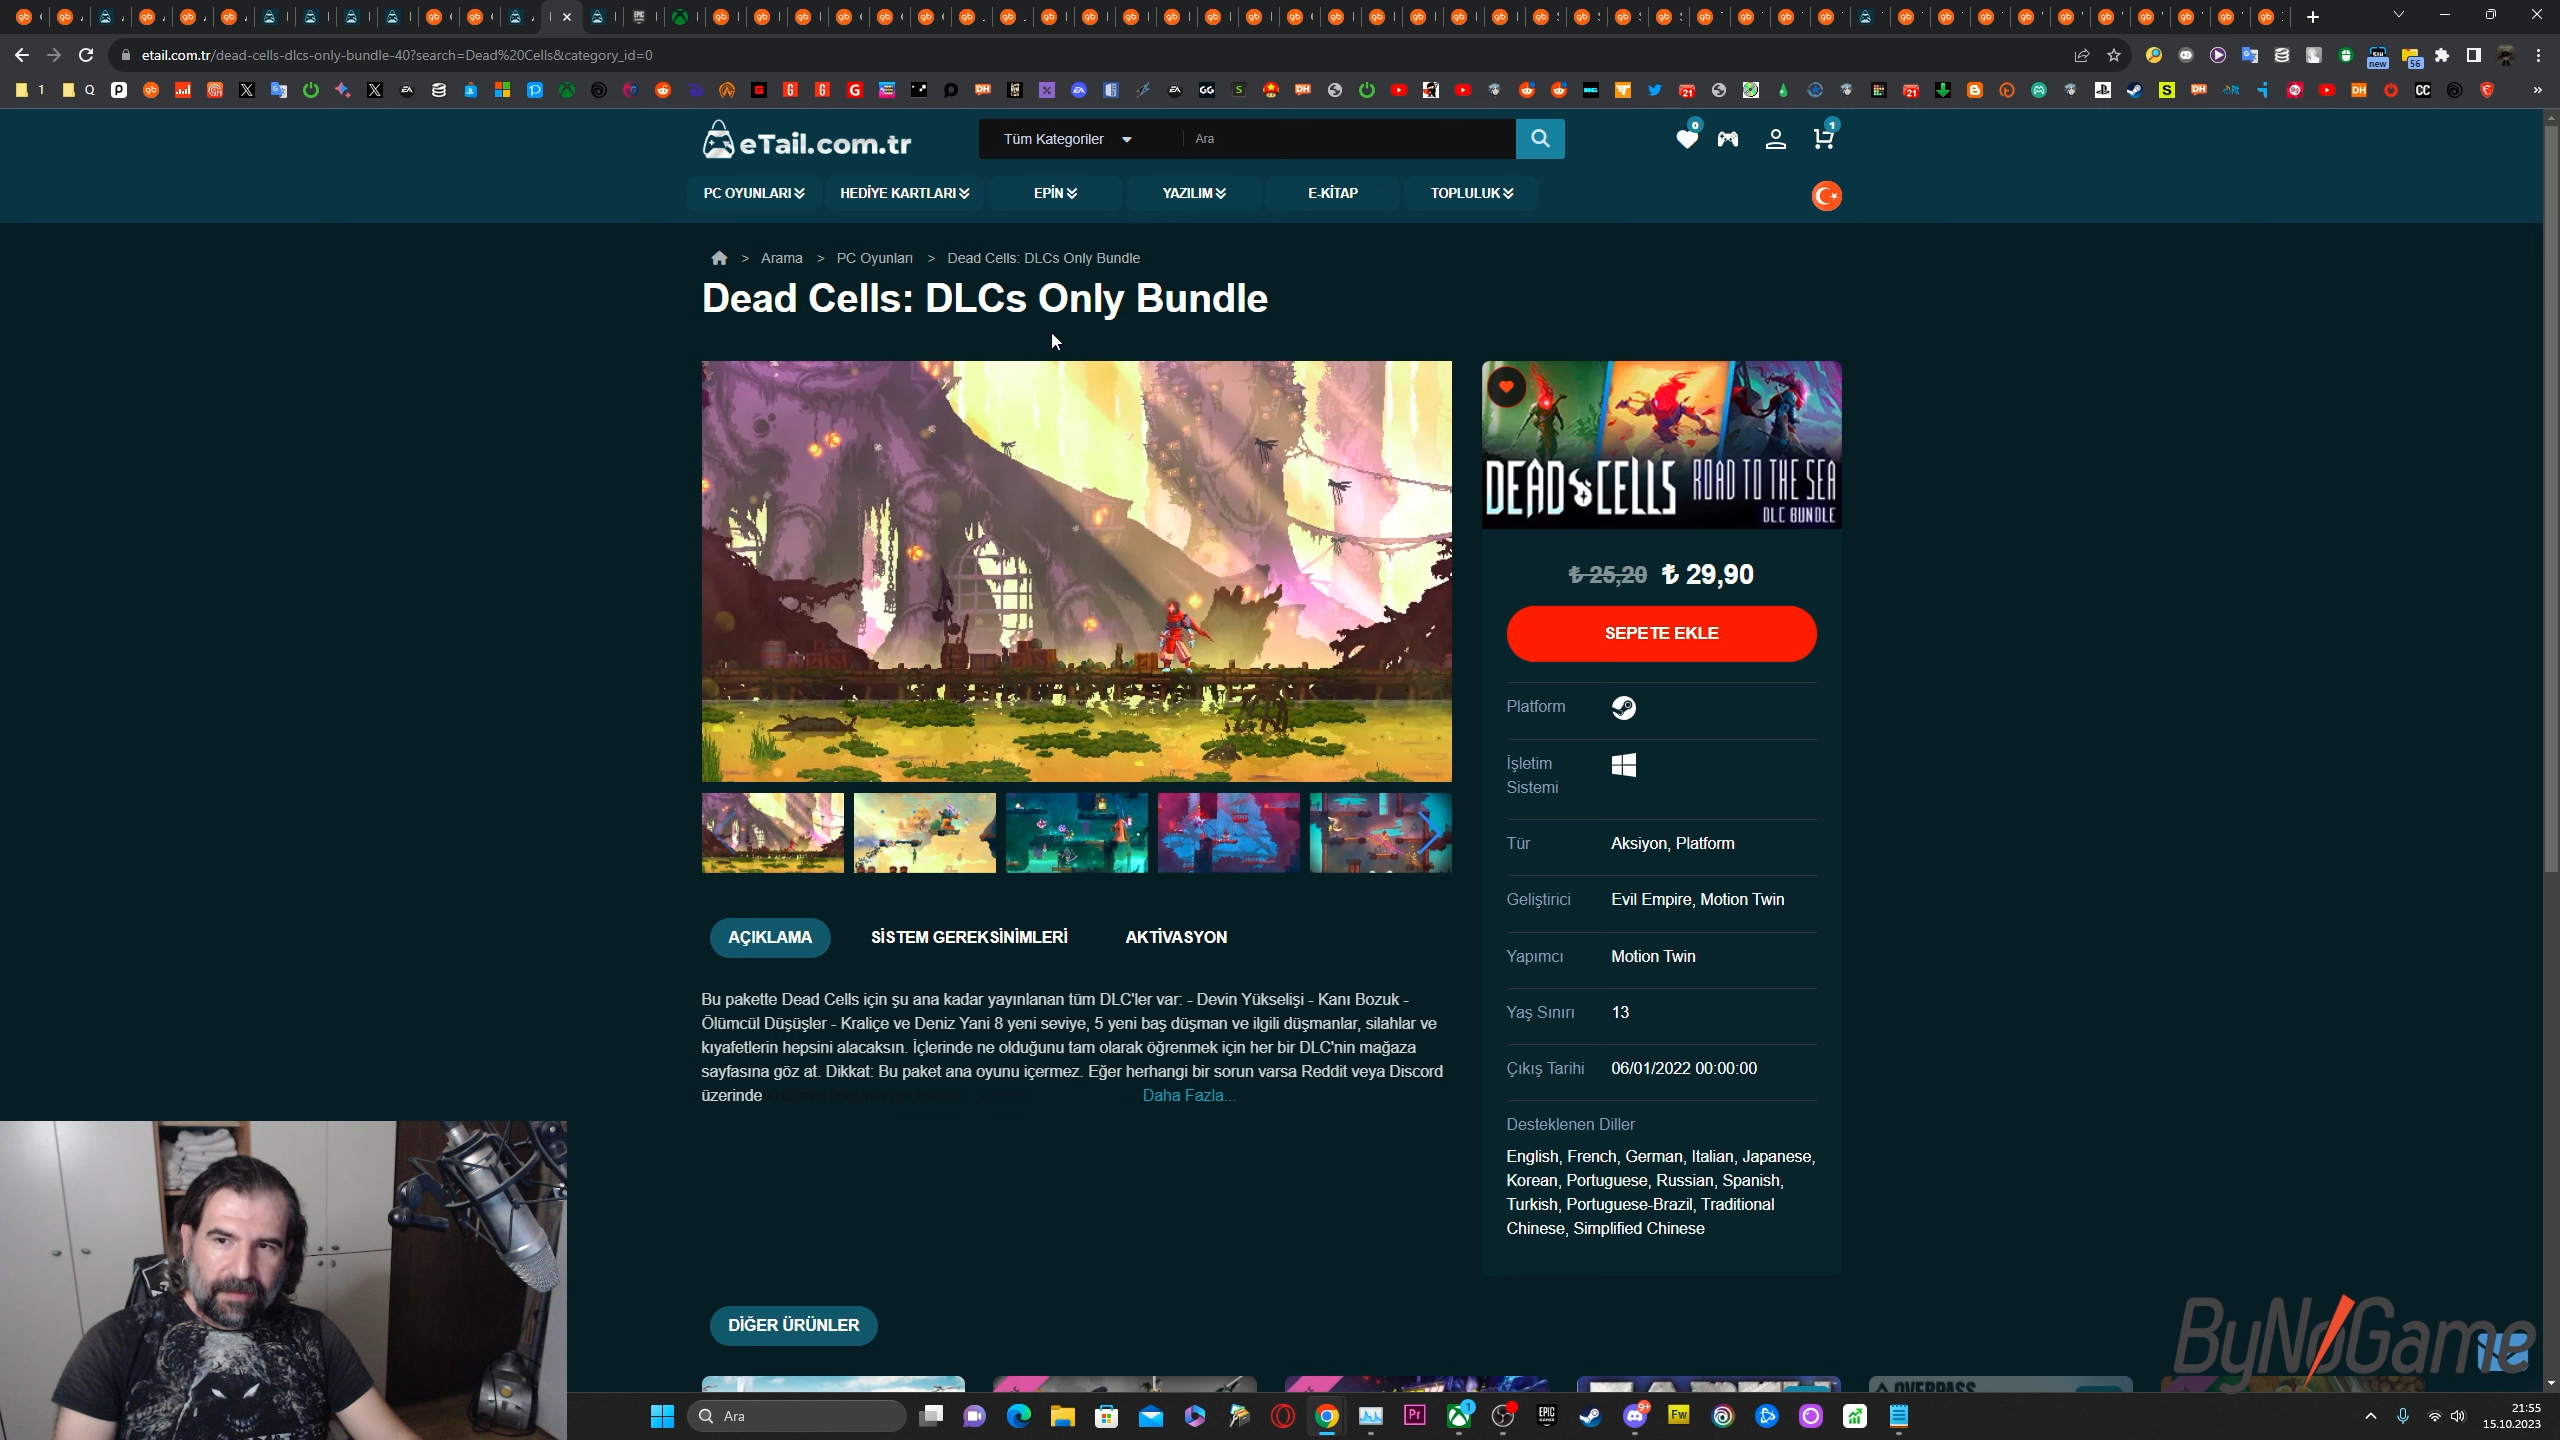 etail.com.tr/dead-cells-dlcs-only-bundle-40?search=Dead%20Cells&category_id=0
eTail.com.tr
Tüm Kategoriler
Ara
0
1
PC OYUNLARI
HEDİYE KARTLARI
EPİN
YAZILIM
E-KİTAP
TOPLULUK
> Arama > PC Oyunları > Dead Cells: DLCs Only Bundle
Dead Cells: DLCs Only Bundle
DEAD CELLS ROAD TO THE SEA
DLC BUNDLE
₺ 25,20 ₺ 29,90
SEPETE EKLE
Platform
İşletim
Sistemi
Tür Aksiyon, Platform
Geliştirici Evil Empire, Motion Twin
Yapımcı Motion Twin
Yaş Sınırı 13
Çıkış Tarihi 06/01/2022 00:00:00
Desteklenen Diller
English, French, German, Italian, Japanese,
Korean, Portuguese, Russian, Spanish,
Turkish, Portuguese-Brazil, Traditional
Chinese, Simplified Chinese
AÇIKLAMA
SİSTEM GEREKSİNİMLERİ
AKTİVASYON
Bu pakette Dead Cells için şu ana kadar yayınlanan tüm DLC'ler var: - Devin Yükselişi - Kanı Bozuk -
Ölümcül Düşüşler - Kraliçe ve Deniz Yani 8 yeni seviye, 5 yeni baş düşman ve ilgili düşmanlar, silahlar ve
kıyafetlerin hepsini alacaksın. İçlerinde ne olduğunu tam olarak öğrenmek için her bir DLC'nin mağaza
sayfasına göz at. Dikkat: Bu paket ana oyunu içermez. Eğer herhangi bir sorun varsa Reddit veya Discord
üzerinde
Daha Fazla...
DİĞER ÜRÜNLER
OVERPASS
ByNoGame
Ara
21:55
15.10.2023